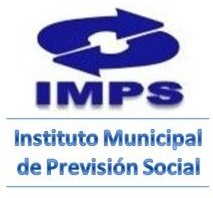 IMPS
Instituto Municipal
de Previsión Social